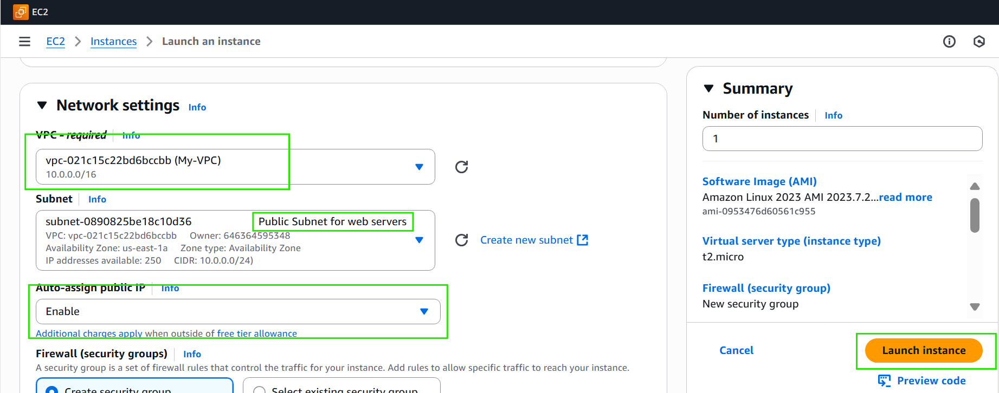 EC2
EC2 > Instances > Launch an instance
Network settings Info
VPC - required Info
vpc-021c15c22bd6bccbb (My-VPC)
10.0.0.0/16
Subnet Info
subnet-0890825be18c10d36 Public Subnet for web servers
VPC: vpc-021c15c22bd6bccbb Owner: 646364595348
Availability Zone: us-east-1a Zone type: Availability Zone
IP addresses available: 250 CIDR: 10.0.0.0/24)
Create new subnet
Auto-assign public IP Info
Enable
Additional charges apply when outside of free tier allowance
Firewall (security groups) Info
A security group is a set of firewall rules that control the traffic for your instance. Add rules to allow specific traffic to reach your instance.
Create security group Select existing security group
Summary
Number of instances Info
1
Software Image (AMI)
Amazon Linux 2023 AMI 2023.7.2...read more
ami-0953476d60561c955
Virtual server type (instance type)
t2.micro
Firewall (security group)
New security group
Cancel Launch instance
Preview code